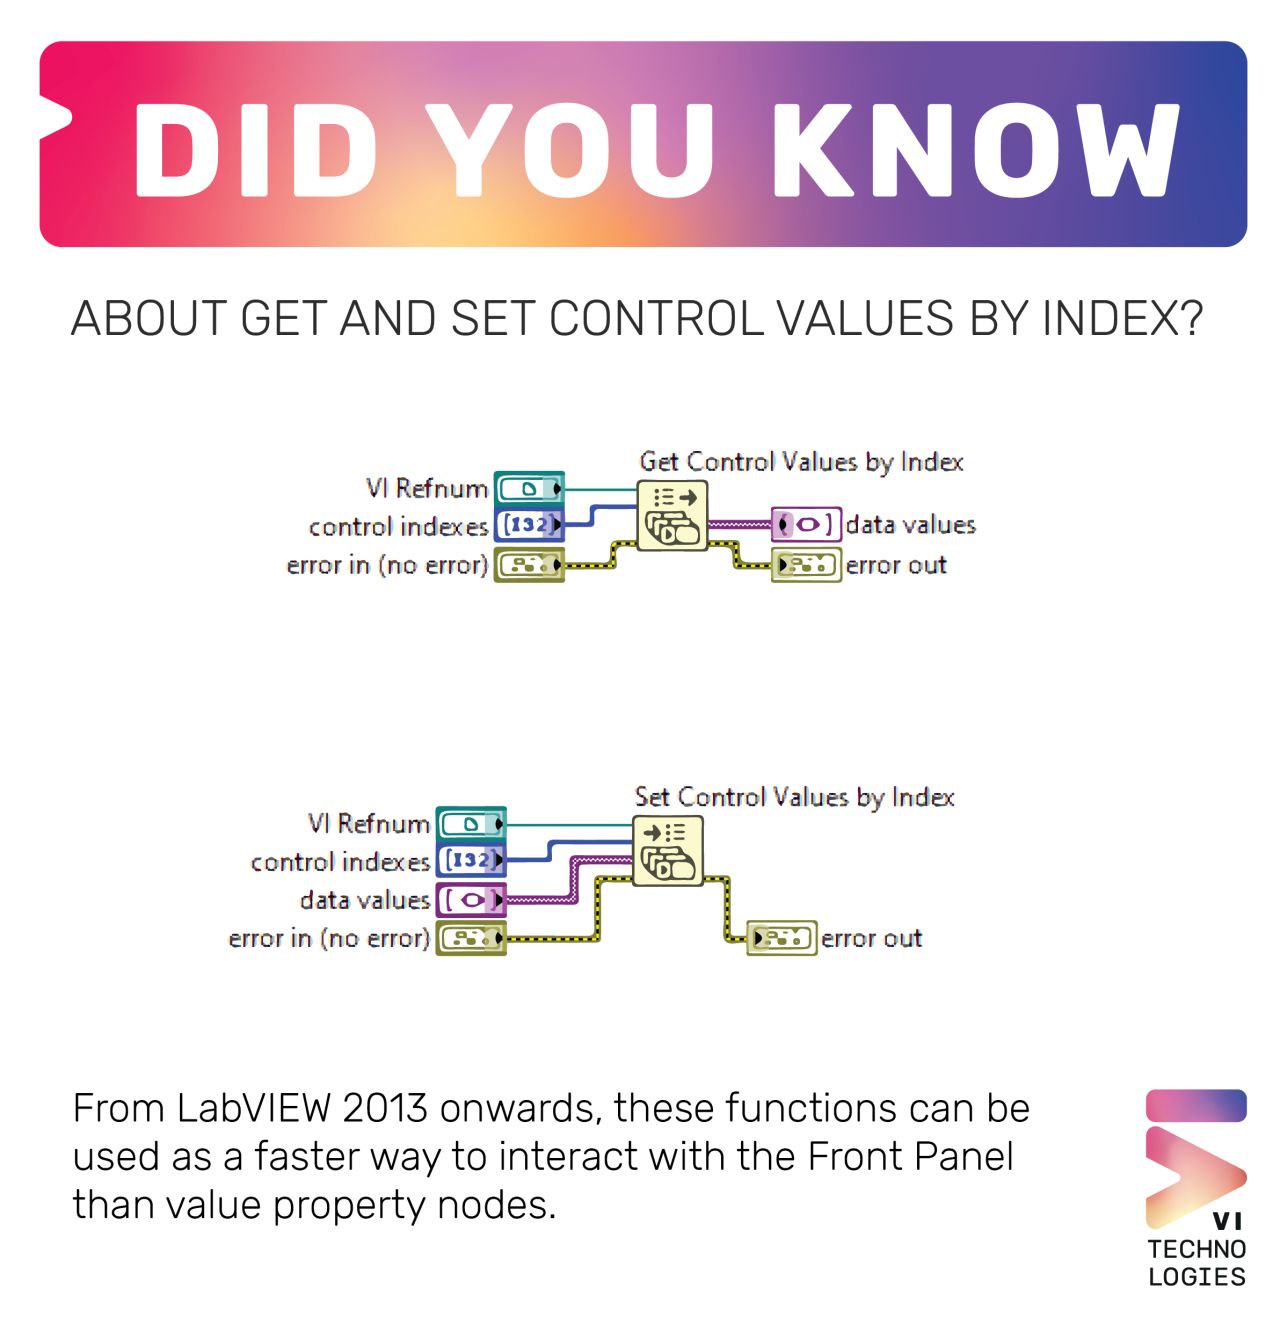 DID YOU KNOW
ABOUT GET AND SET CONTROL VALUES BY INDEX?
Get Control Values by Index
VI Refnum
control indexes
[I32]
data values
error in (no error)
error out
Set Control Values by Index
VI Refnum
control indexes
[I32]
data values
error in (no error)
error out
From LabVIEW 2013 onwards, these functions can be
used as a faster way to interact with the Front Panel
than value property nodes.
VI
TECHNO
LOGIES